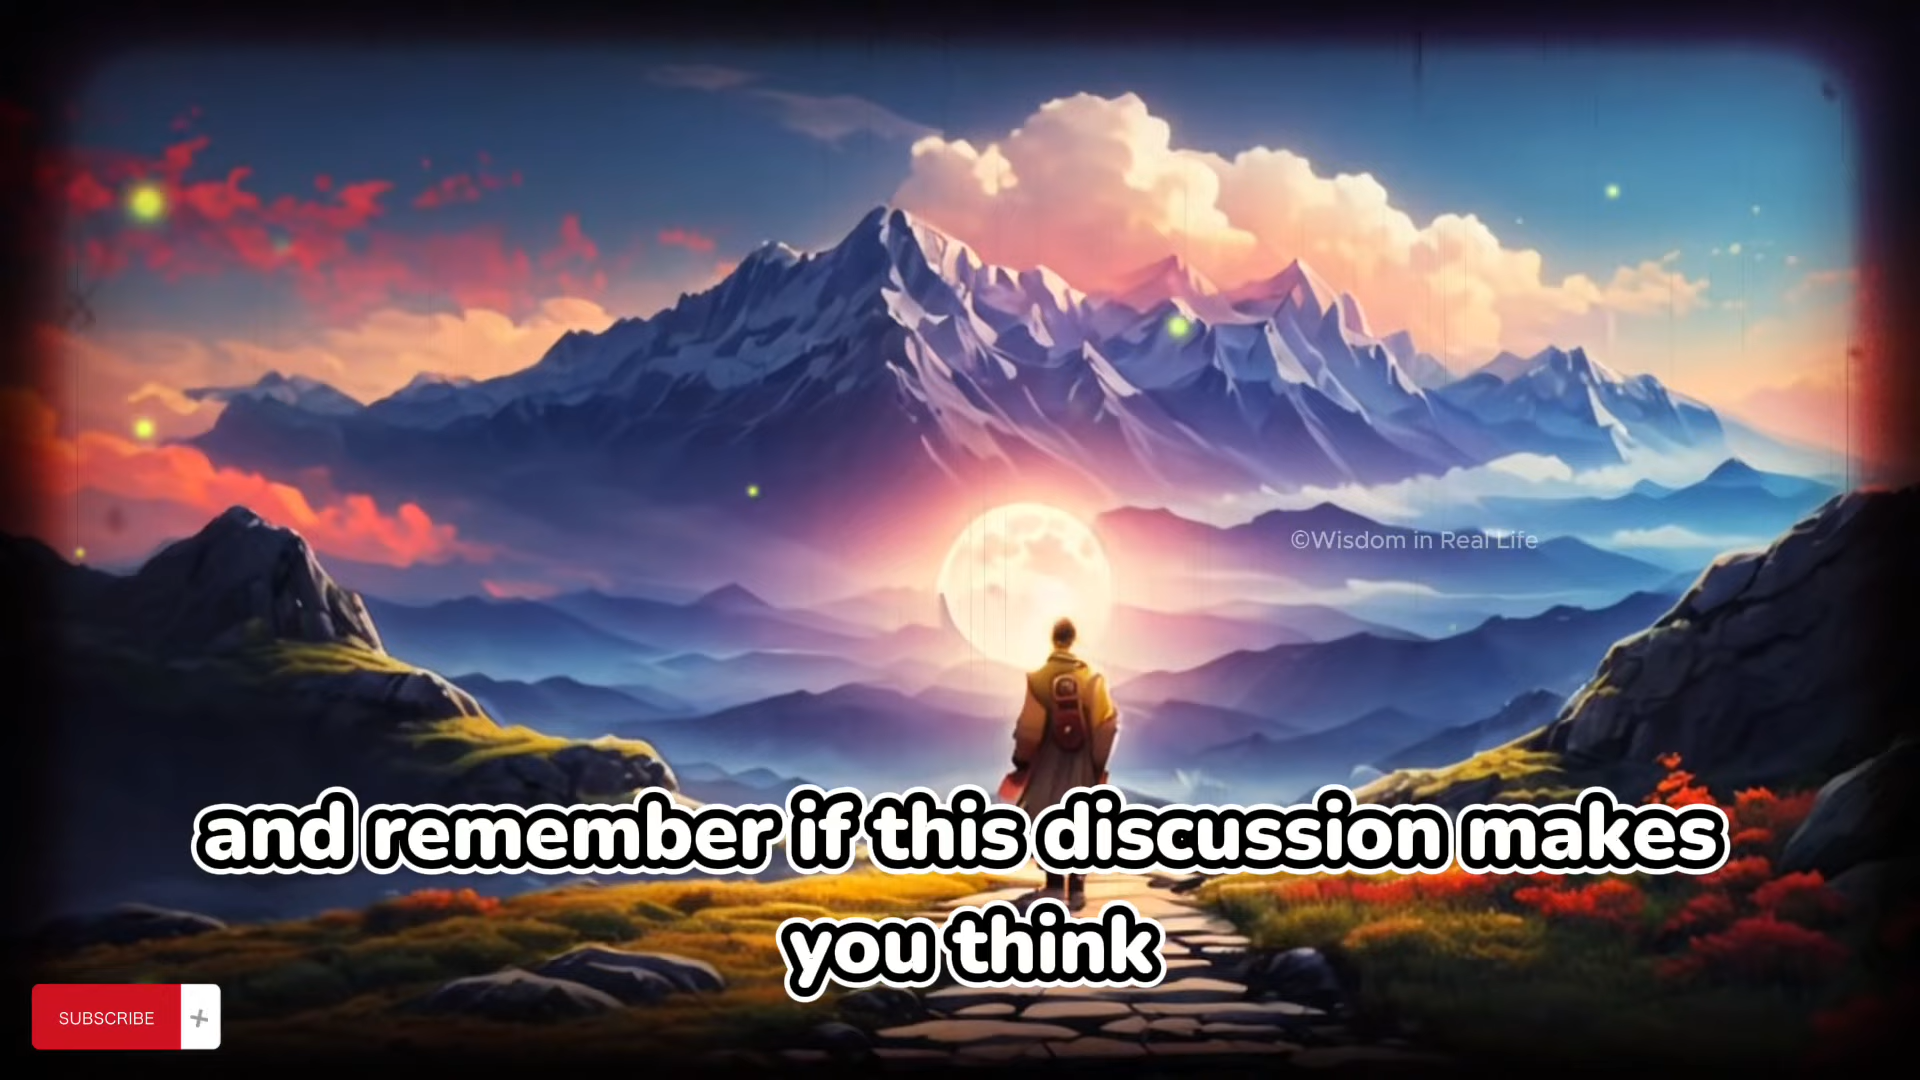 ©Wisdom in Real Life
and remember if this discussion makes
you think
SUBSCRIBE